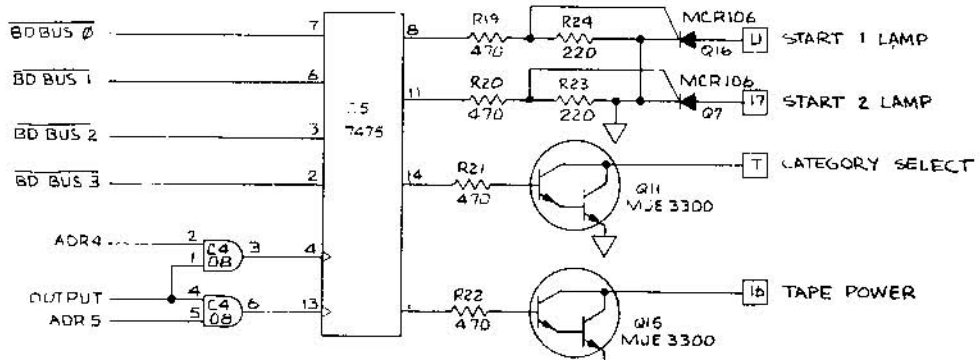 BD BUS 0
7
8
R19
470
R24
220
MCR106
Q16
U
START 1 LAMP
BD BUS 1
6
11
R20
470
R23
220
MCR106
Q7
17
START 2 LAMP
BD BUS 2
3
7475
BD BUS 3
2
14
R21
470
Q11
MJE 3300
T
CATEGORY SELECT
ADR4
2
1
C4
08
3
4
OUTPUT
ADR5
4
5
C4
08
6
13
R22
470
Q15
MJE 3300
16
TAPE POWER